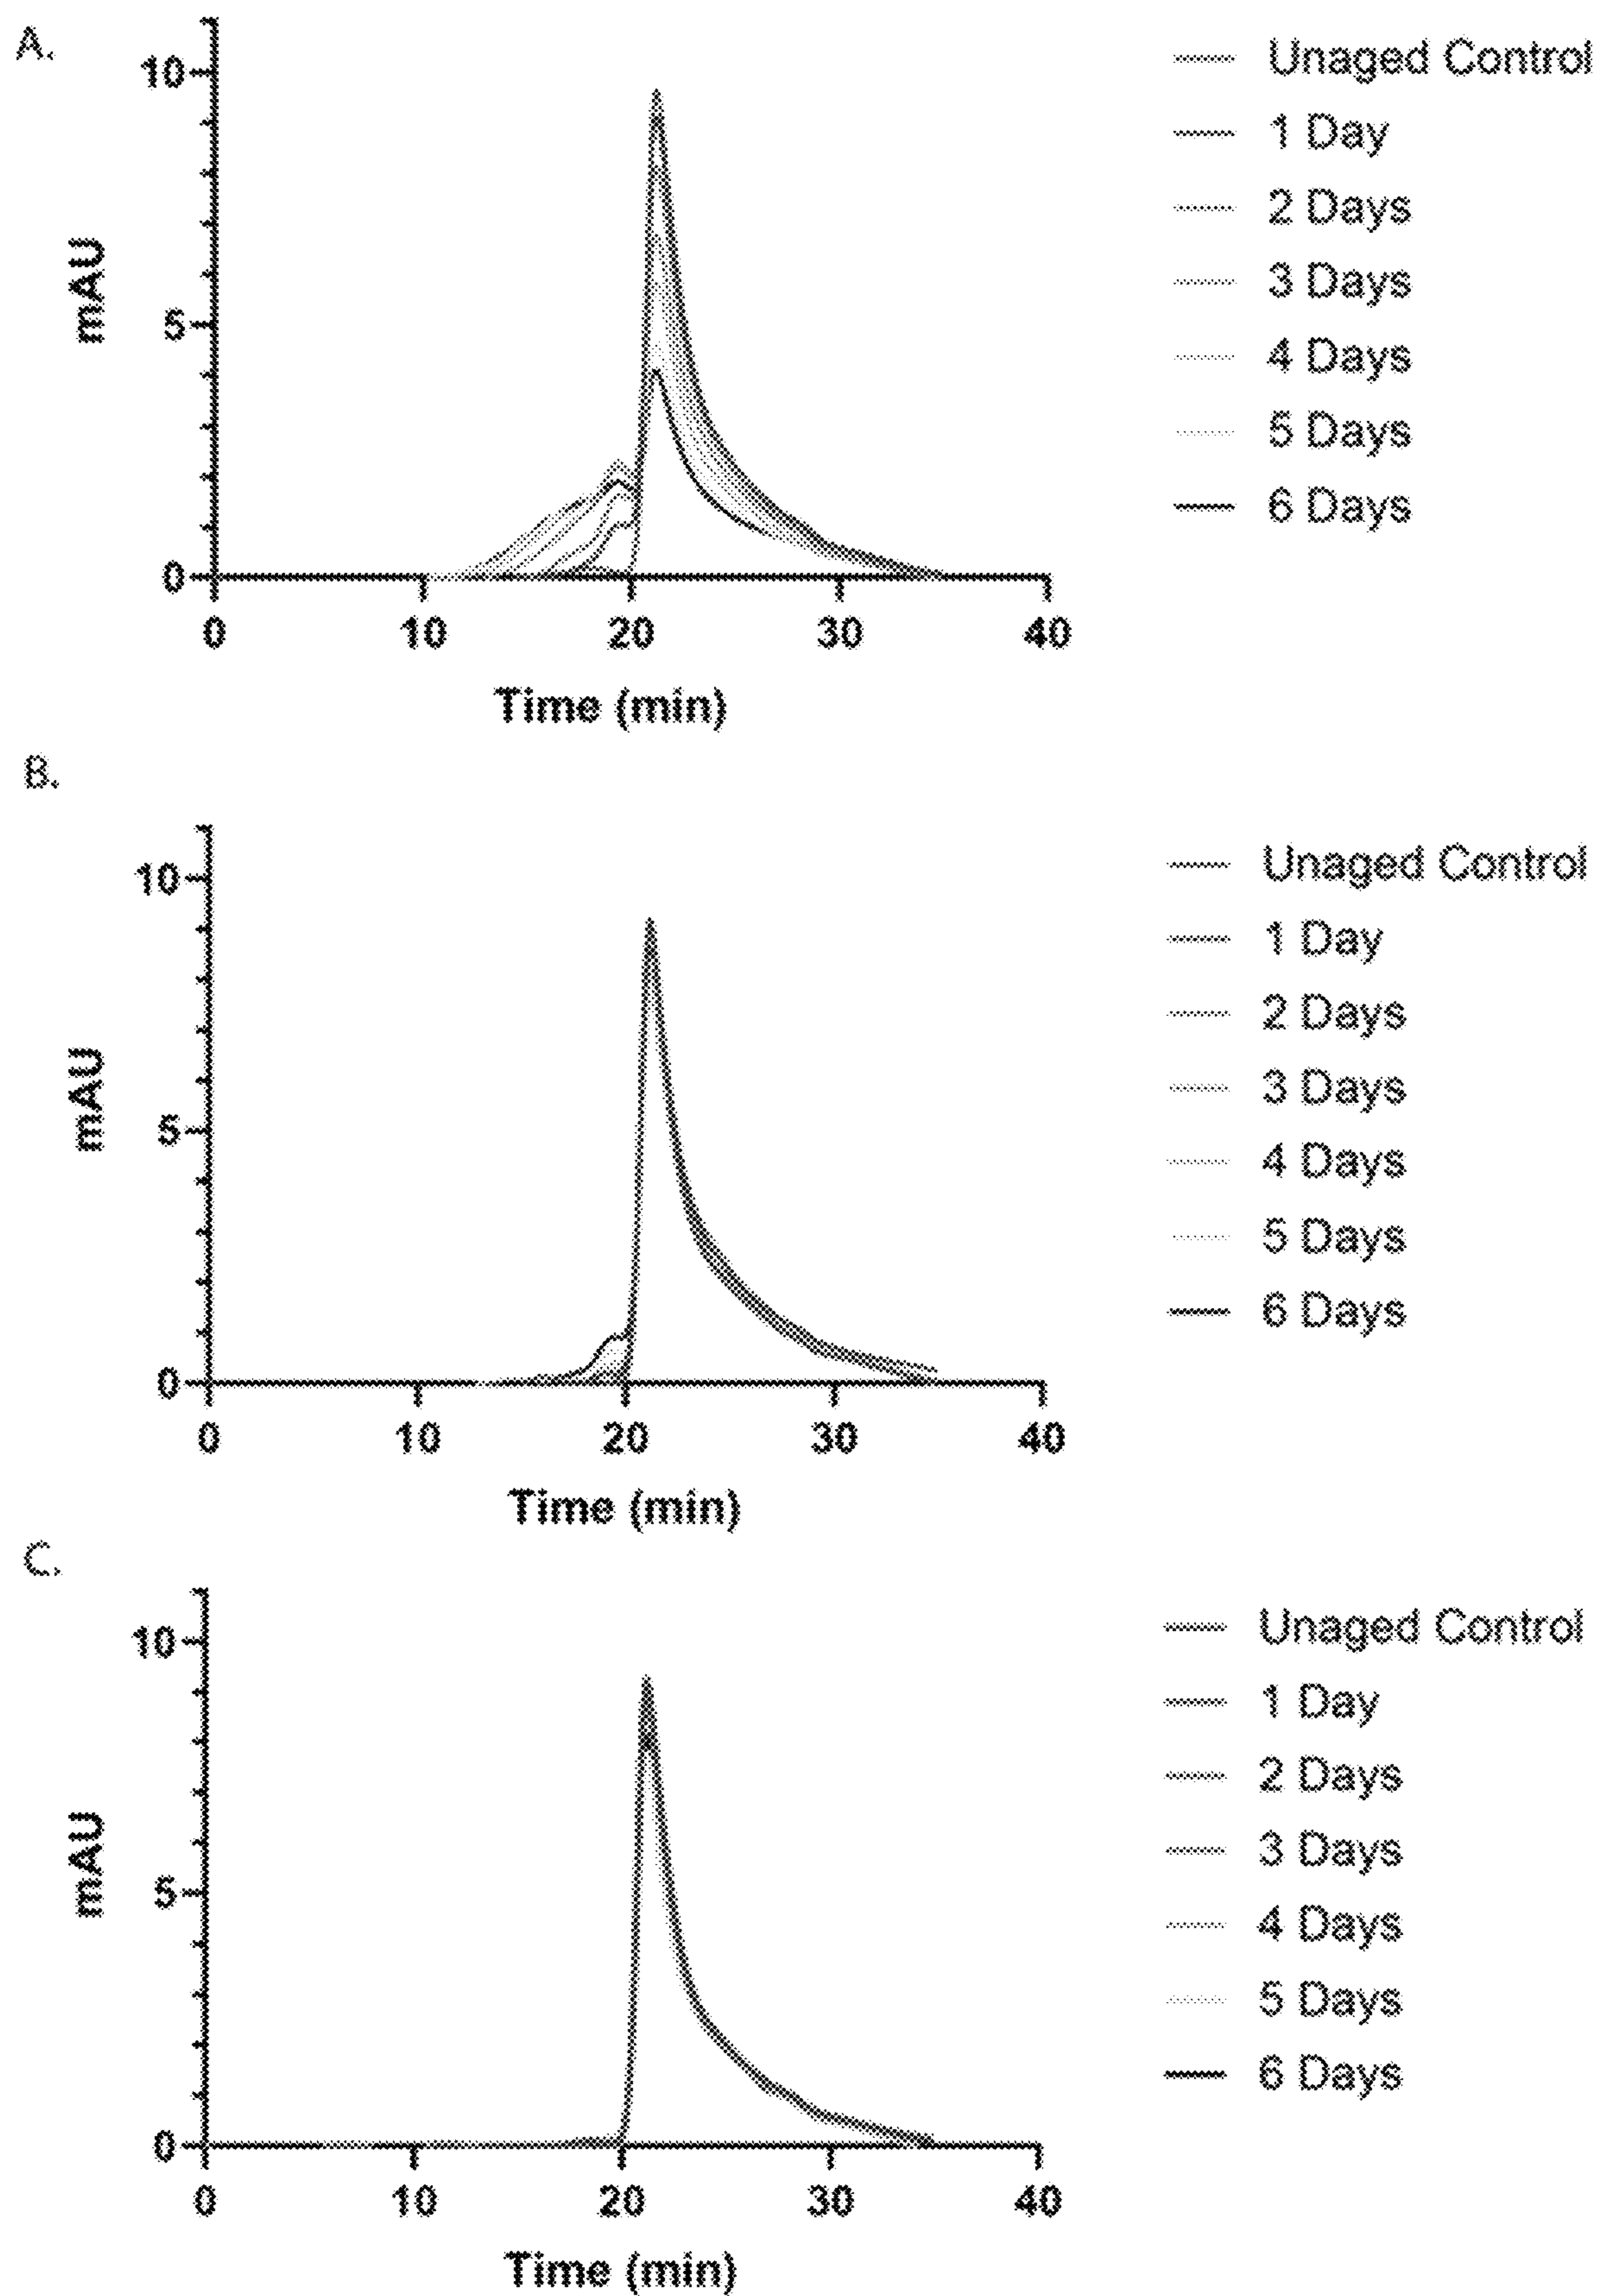 A.
10
5
0
mAU
0 10 20 30 40
Time (min)
Unaged Control
1 Day
2 Days
3 Days
4 Days
5 Days
6 Days
B.
10
5
0
mAU
0 10 20 30 40
Time (min)
Unaged Control
1 Day
2 Days
3 Days
4 Days
5 Days
6 Days
C.
10
5
0
mAU
0 10 20 30 40
Time (min)
Unaged Control
1 Day
2 Days
3 Days
4 Days
5 Days
6 Days